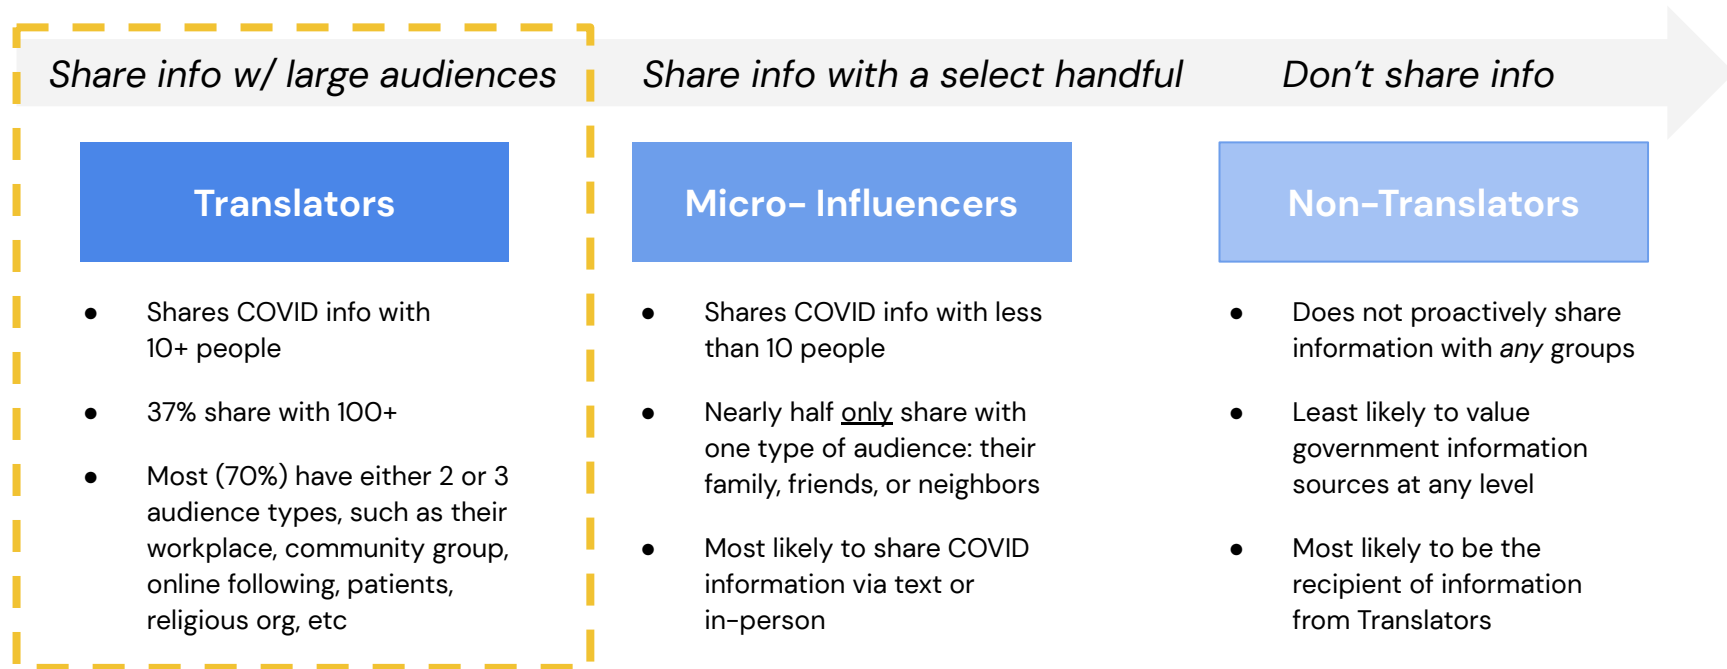 Share info w/ large audiences
Share info with a select handful
Don't share info
Translators
● Shares COVID info with
10+ people
● 37% share with 100+
● Most (70%) have either 2 or 3
audience types, such as their
workplace, community group,
online following, patients,
religious org, etc
Micro- Influencers
● Shares COVID info with less
than 10 people
● Nearly half only share with
one type of audience: their
family, friends, or neighbors
● Most likely to share COVID
information via text or
in-person
Non-Translators
● Does not proactively share
information with any groups
● Least likely to value
government information
sources at any level
● Most likely to be the
recipient of information
from Translators